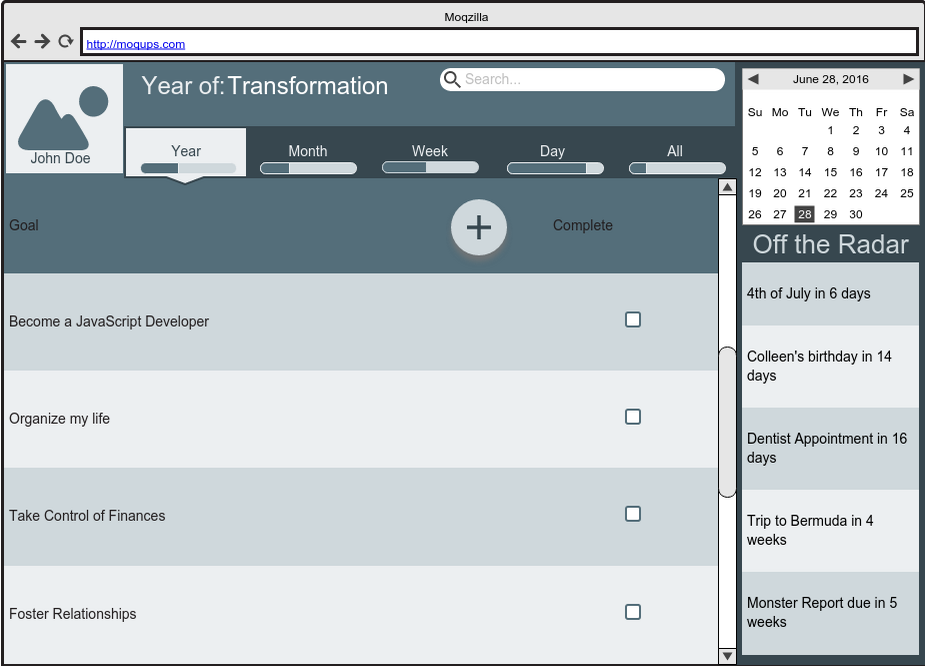 Moqzilla
http://moqups.com
John Doe
Year of:Transformation
Search...
Year
Month
Week
Day
All
Goal
Complete
Become a JavaScript Developer
Organize my life
Take Control of Finances
Foster Relationships
June 28, 2016
Su Mo Tu We Th Fr Sa
1 2 3 4
5 6 7 8 9 10 11
12 13 14 15 16 17 18
19 20 21 22 23 24 25
26 27 28 29 30
Off the Radar
4th of July in 6 days
Colleen's birthday in 14
days
Dentist Appointment in 16
days
Trip to Bermuda in 4
weeks
Monster Report due in 5
weeks